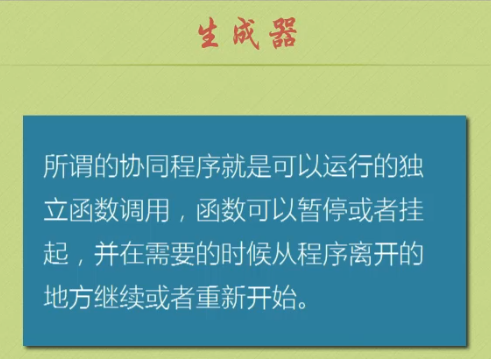 生成器
所谓的协同程序就是可以运行的独
立函数调用，函数可以暂停或者挂
起，并在需要的时候从程序离开的
地方继续或者重新开始。